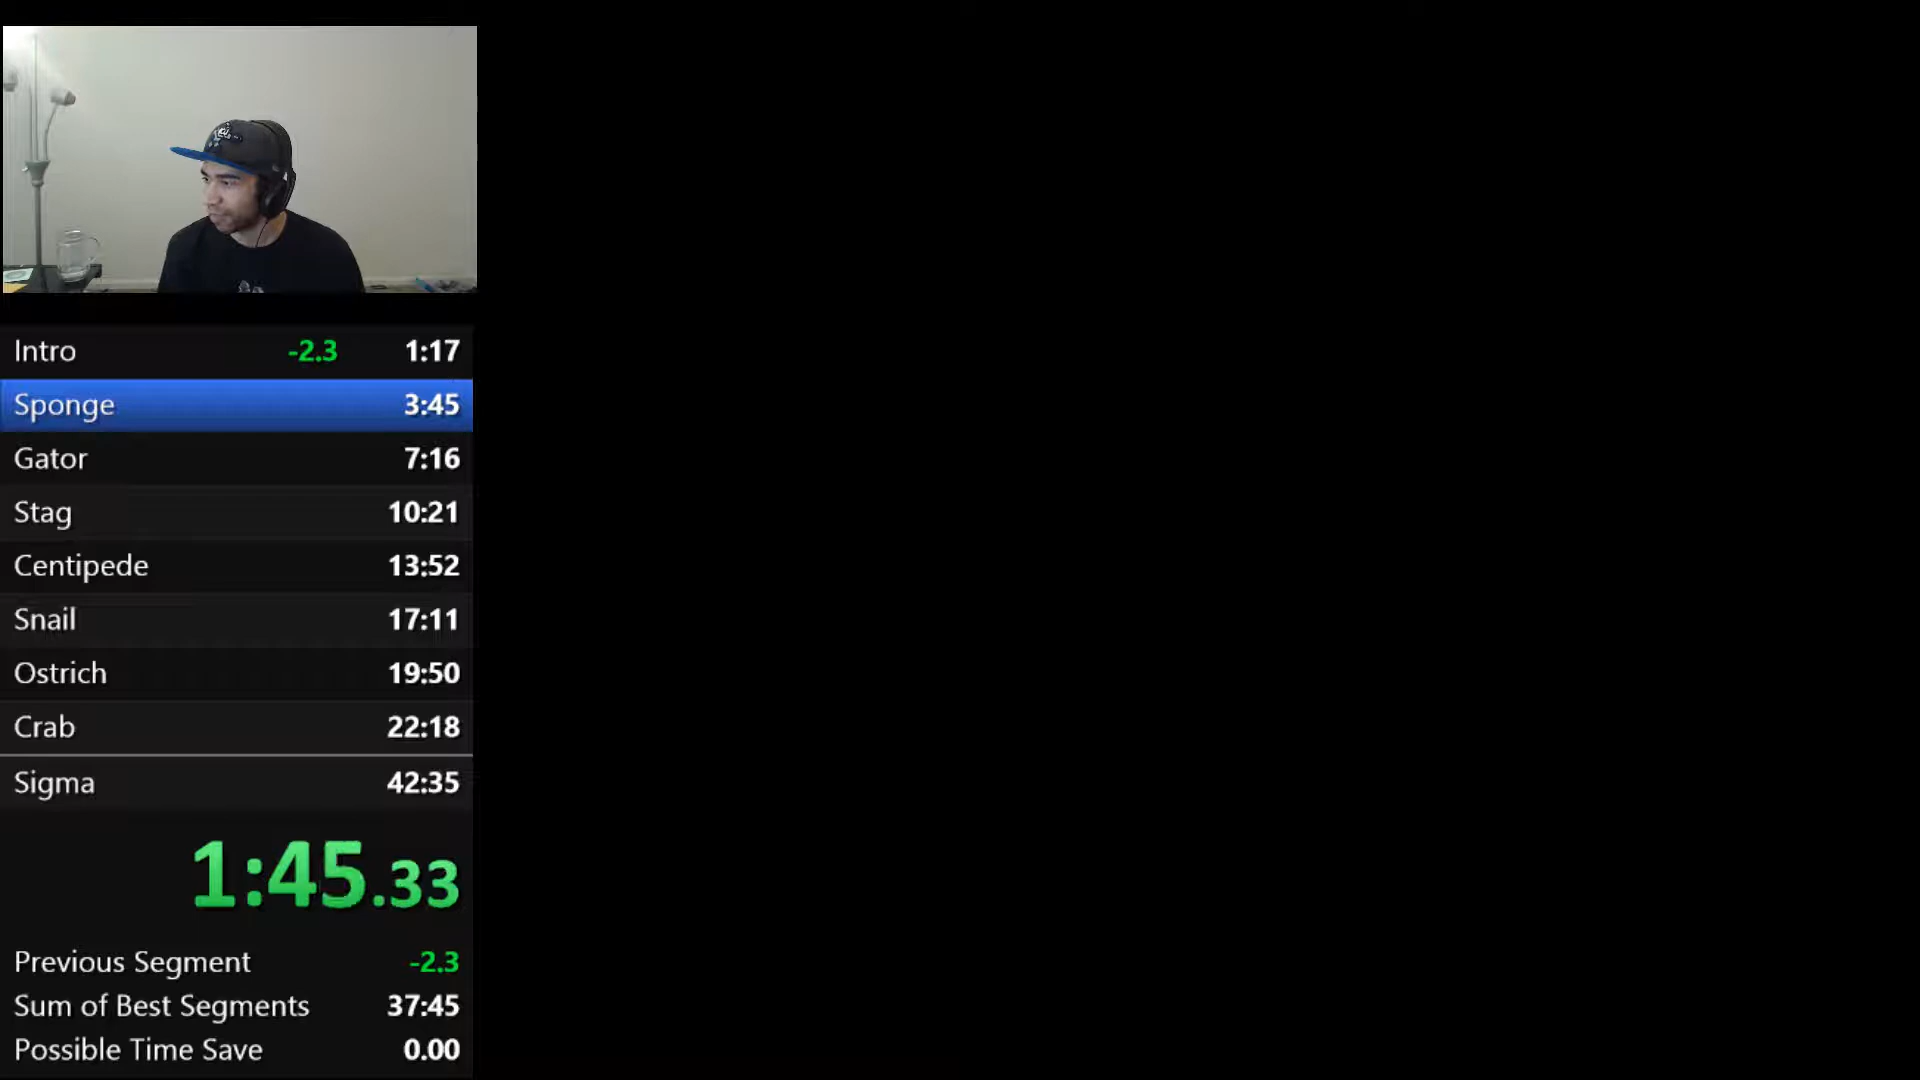 Intro -2.3 1:17
Sponge 3:45
Gator 7:16
Stag 10:21
Centipede 13:52
Snail 17:11
Ostrich 19:50
Crab 22:18
Sigma 42:35
1:45.33
Previous Segment -2.3
Sum of Best Segments 37:45
Possible Time Save 0.00